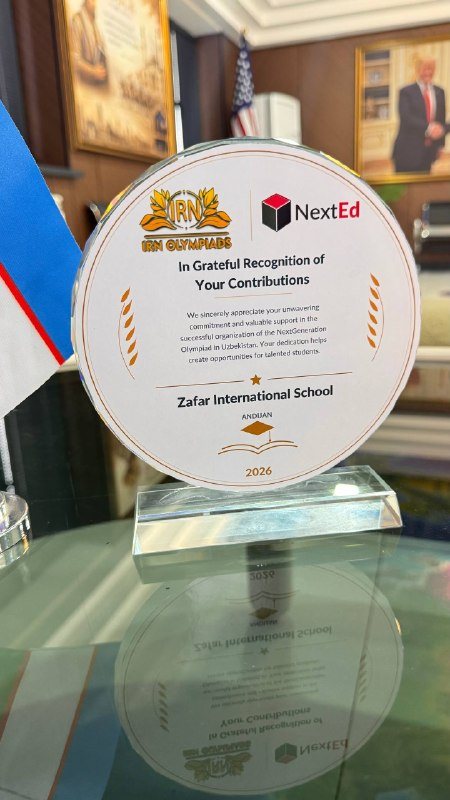 IRN
IRN OLYMPIADS
NextEd
In Grateful Recognition of
Your Contributions
We sincerely appreciate your unwavering
commitment and valuable support in the
successful organization of the NextGeneration
Olympiad in Uzbekistan. Your dedication helps
create opportunities for talented students.
Zafar International School
ANDIJAN
2026